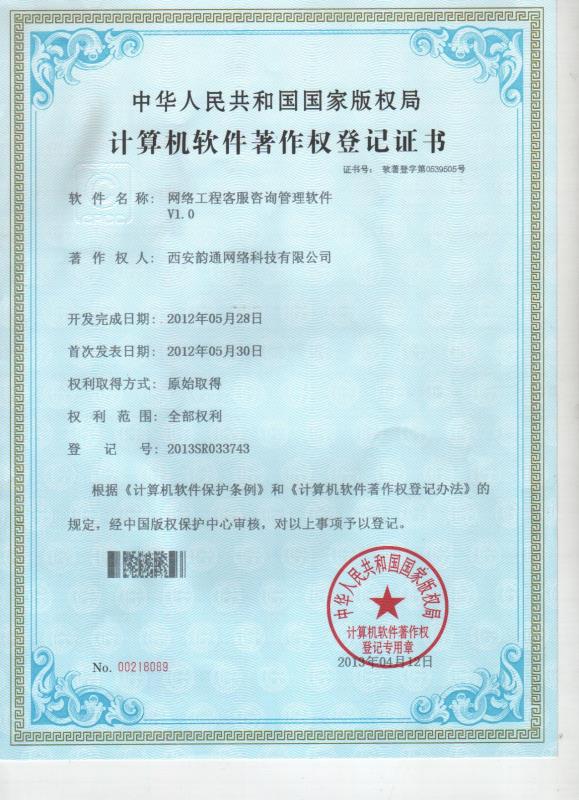 中华人民共和国国家版权局
计算机软件著作权登记证书
证书号： 软著登字第0539505号
软件名称： 网络工程客服咨询管理软件
V1.0
著作权人： 西安韵通网络科技有限公司
开发完成日期： 2012年05月28日
首次发表日期： 2012年05月30日
权利取得方式： 原始取得
权利范围： 全部权利
登记号： 2013SR033743
根据《计算机软件保护条例》和《计算机软件著作权登记办法》的
规定，经中国版权保护中心审核，对以上事项予以登记。
中华人民共和国国家版权局
计算机软件著作权
登记专用章
2013年04月12日
No. 00218089
CPCC